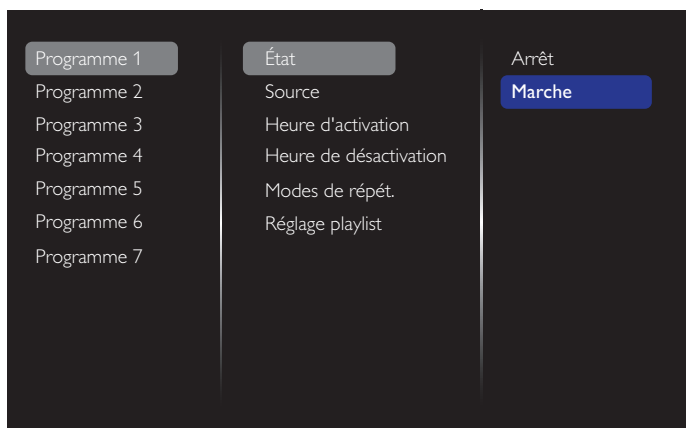 Programme 1
Programme 2
Programme 3
Programme 4
Programme 5
Programme 6
Programme 7
État
Source
Heure d'activation
Heure de désactivation
Modes de répét.
Réglage playlist
Arrêt
Marche